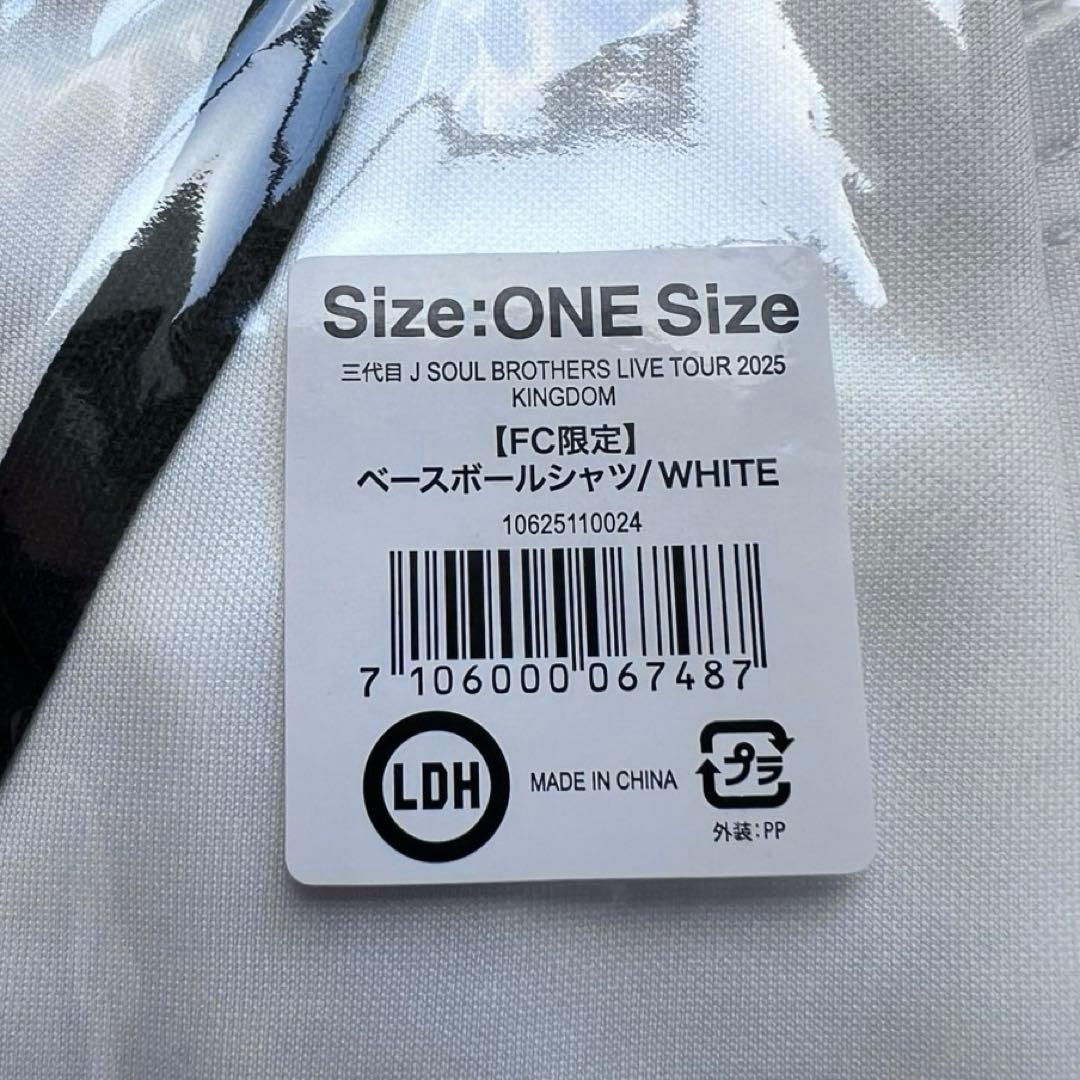 Size:ONE Size
三代目 J SOUL BROTHERS LIVE TOUR 2025
KINGDOM
【FC限定】
ベースボールシャツ/ WHITE
10625110024
7 106000 067487
LDH
MADE IN CHINA
プラ
外装:PP